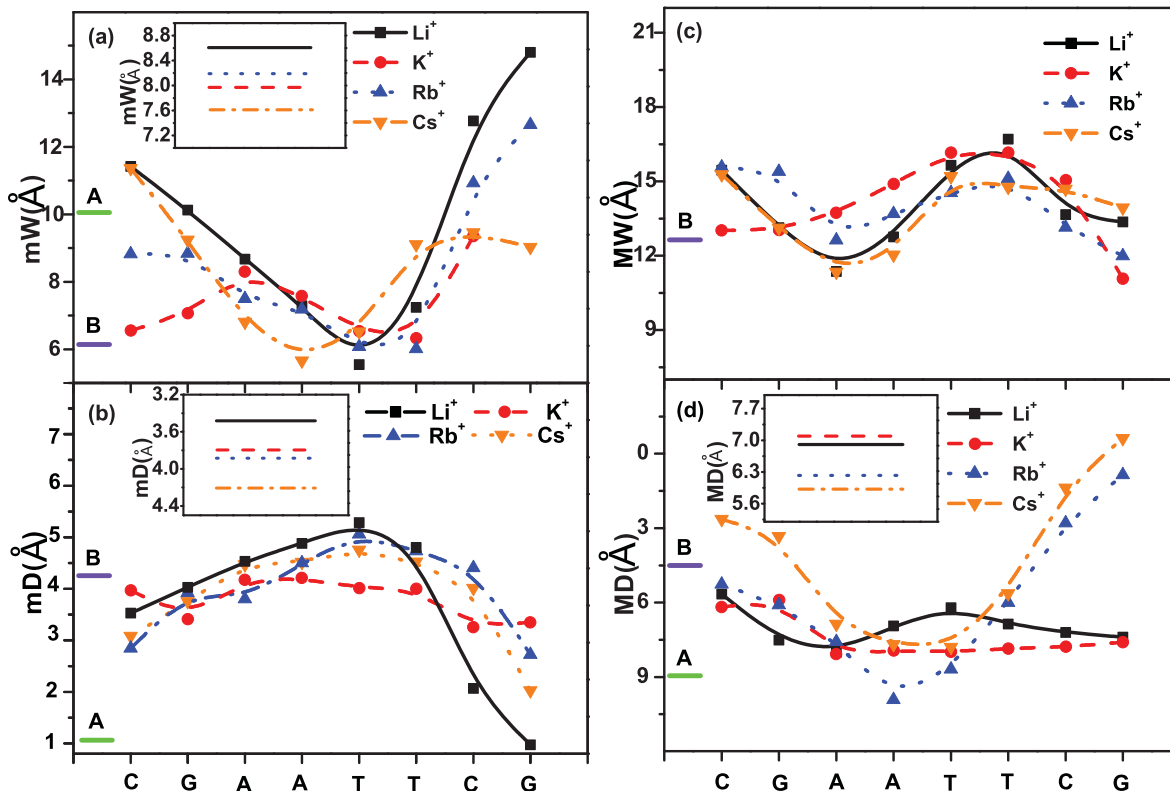 (a)
mW(Å)
14
12
10
8
6
A
B
mW(Å)
8.8
8.4
8.0
7.6
7.2
Li+
K+
Rb+
Cs+
(b)
mD(Å)
7
6
5
4
3
2
1
B
A
mD(Å)
3.2
3.6
4.0
4.4
Li+ K+
Rb+ Cs+
C G A A T T C G
(c)
MW(Å)
21
18
15
12
9
B
Li+
K+
Rb+
Cs+
(d)
MD(Å)
0
3
6
9
B
A
MD(Å)
7.7
7.0
6.3
5.6
Li+
K+
Rb+
Cs+
C G A A T T C G